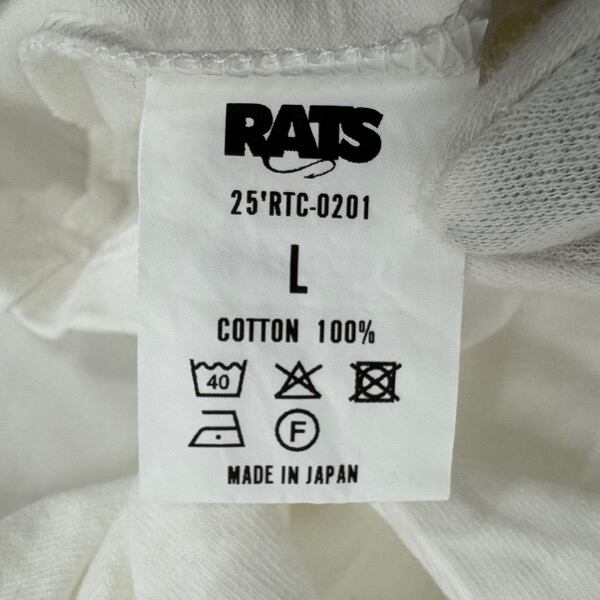 RATS
25'RTC-0201
L
COTTON 100%
40
F
MADE IN JAPAN